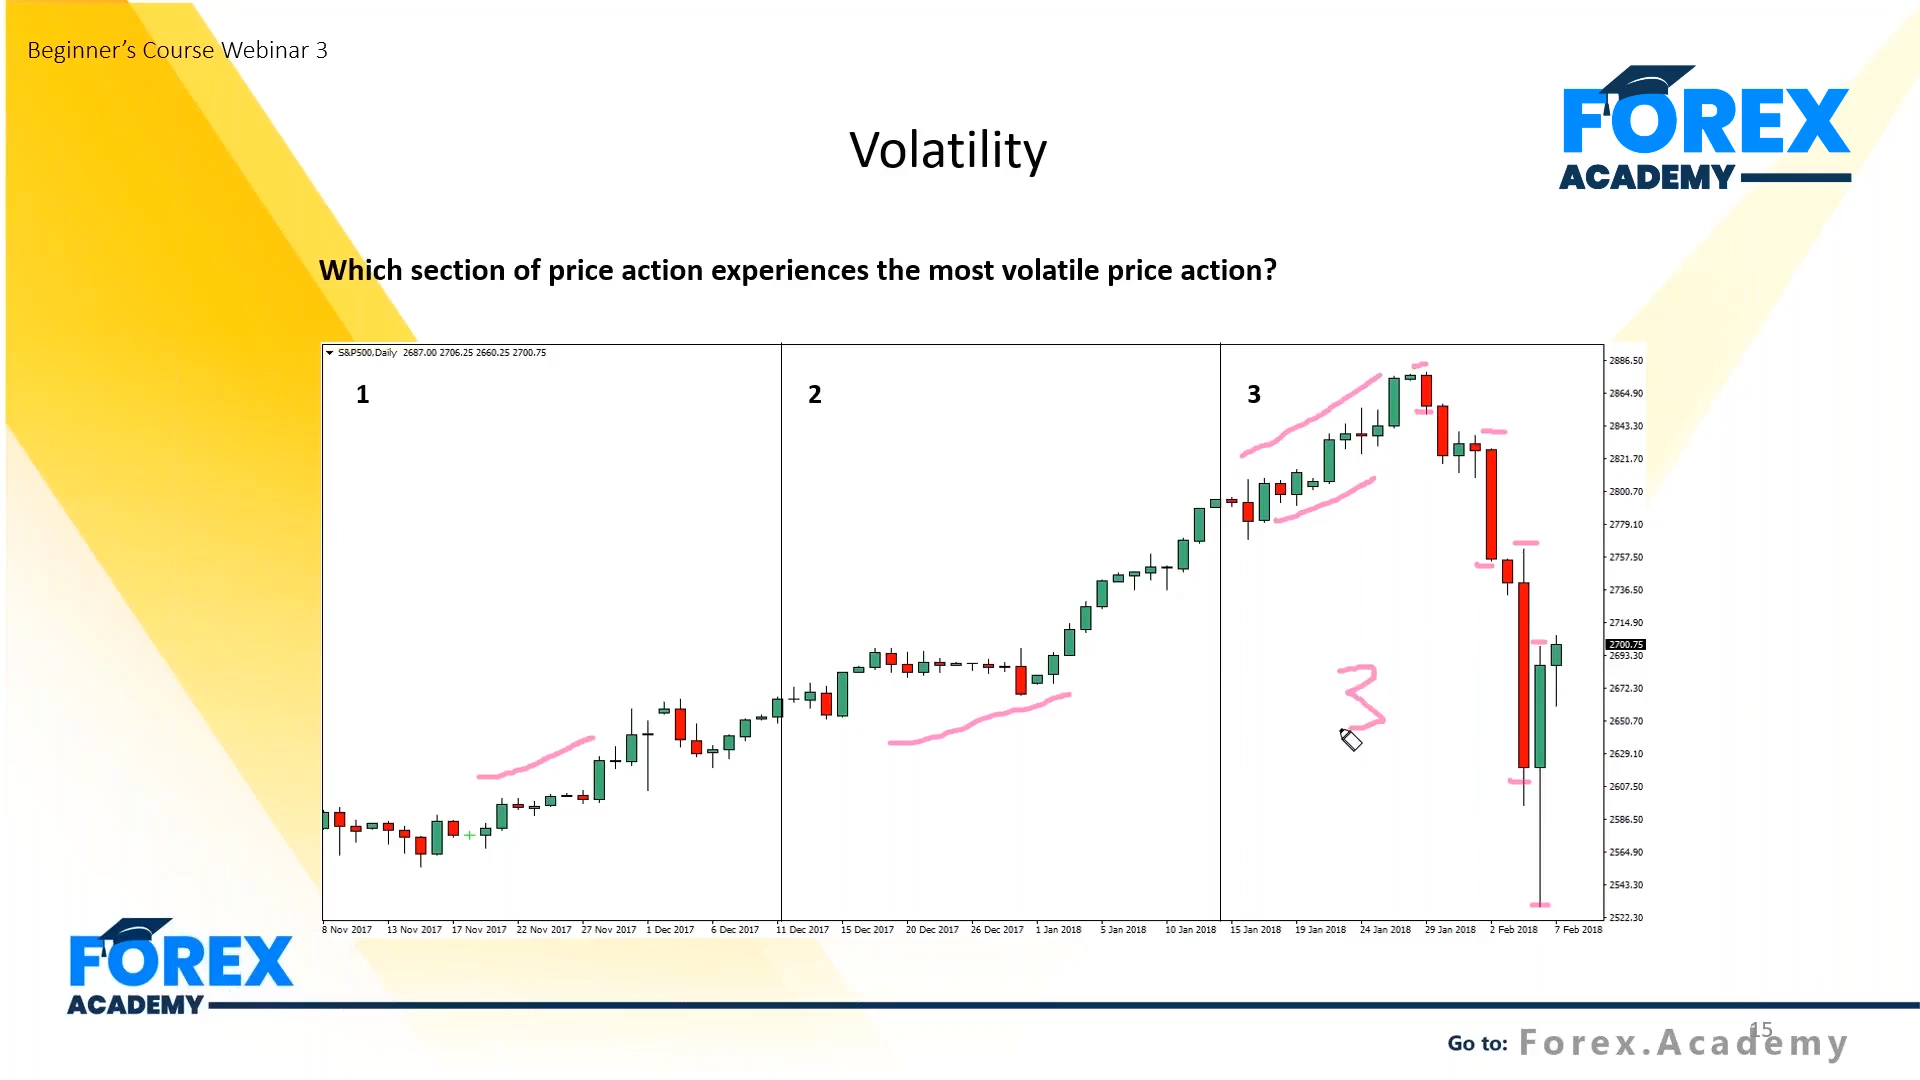 Beginner's Course Webinar 3
FOREX
ACADEMY
Volatility
Which section of price action experiences the most volatile price action?
S&P500,Daily 2687.00 2706.25 2660.25 2700.75
1
2
3
2886.50
2864.90
2843.30
2821.70
2800.70
2779.10
2757.50
2736.50
2714.90
2700.75
2693.30
2672.30
2650.70
2629.10
2607.50
2586.50
2564.90
2543.30
2522.30
3
8 Nov 2017 13 Nov 2017 17 Nov 2017 22 Nov 2017 27 Nov 2017 1 Dec 2017 6 Dec 2017 11 Dec 2017 15 Dec 2017 20 Dec 2017 26 Dec 2017 1 Jan 2018 5 Jan 2018 10 Jan 2018 15 Jan 2018 19 Jan 2018 24 Jan 2018 29 Jan 2018 2 Feb 2018 7 Feb 2018
FOREX
ACADEMY
15
Go to: Forex.Academy